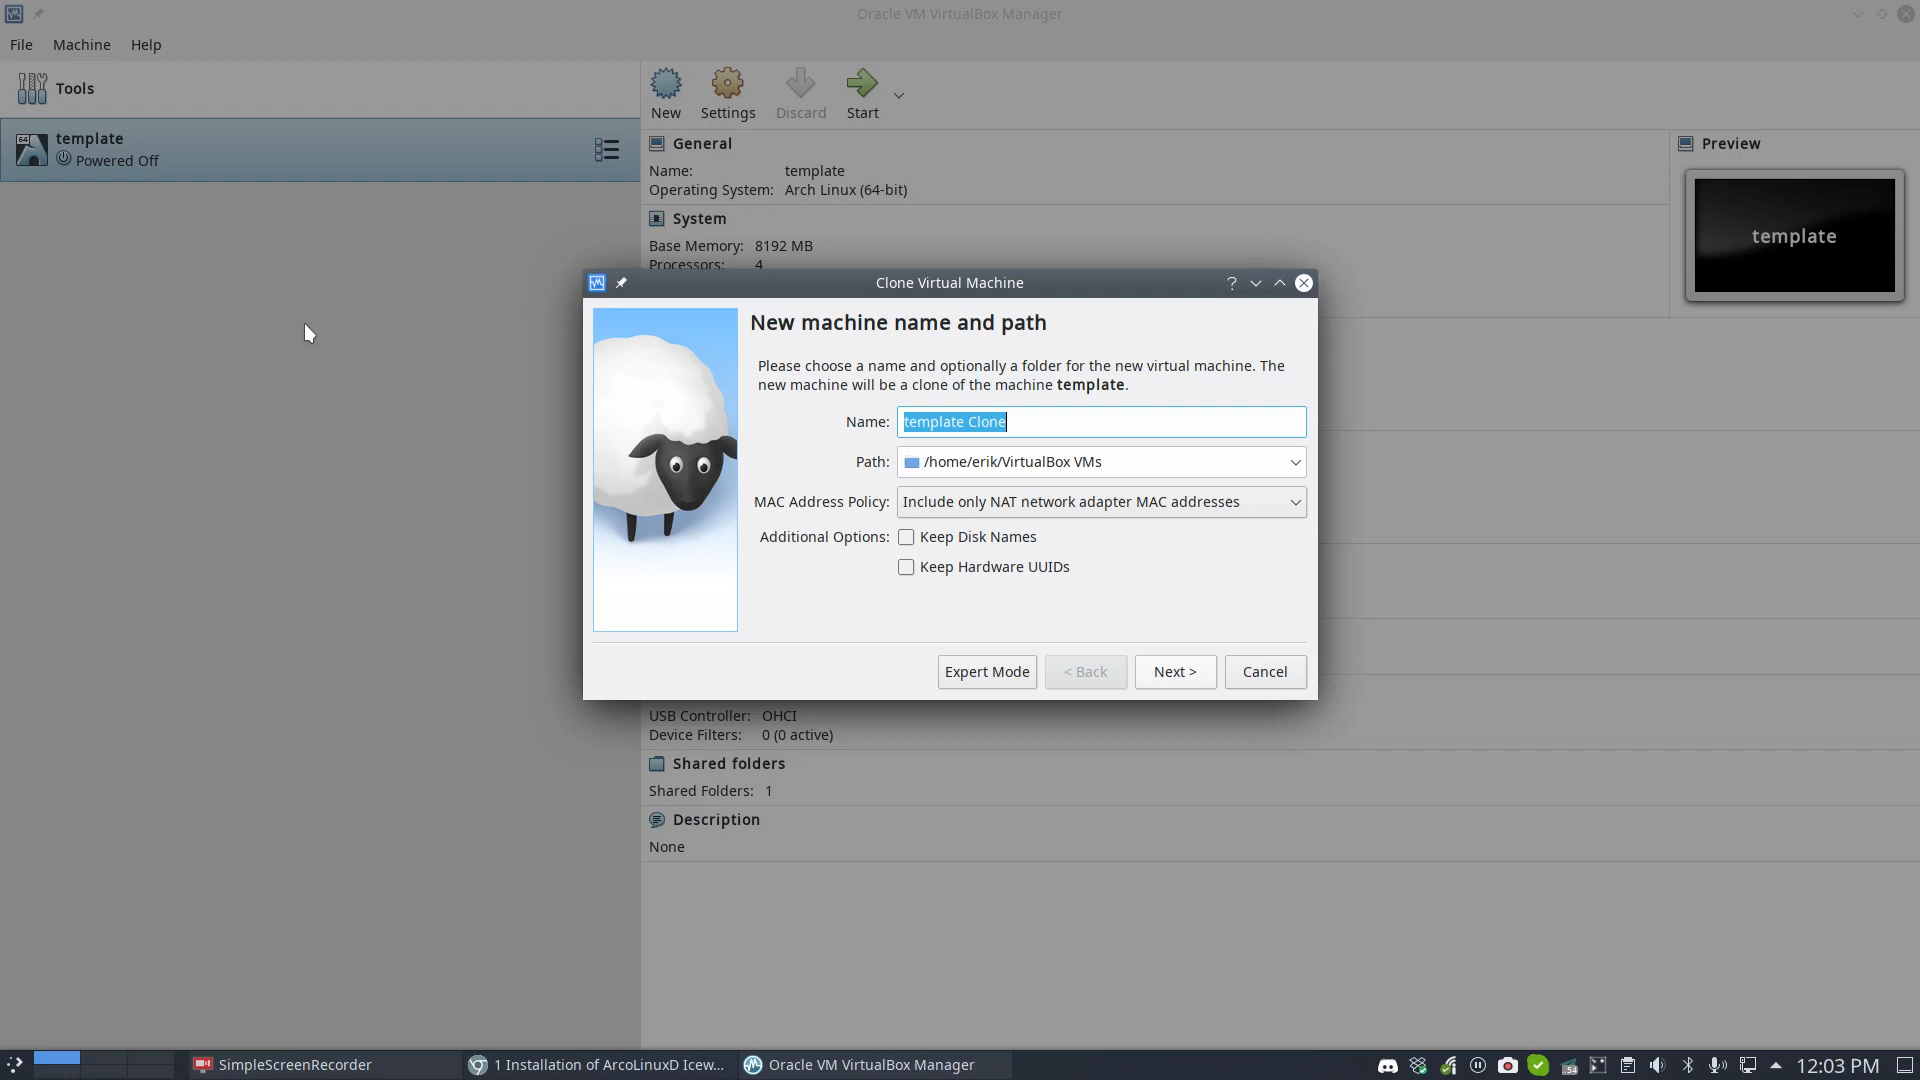 Oracle VM VirtualBox Manager
File Machine Help
Tools
New Settings Discard Start
64
template
Powered Off
General
Name: template
Operating System: Arch Linux (64-bit)
Preview
template
System
Base Memory: 8192 MB
Processors: 4
Clone Virtual Machine
New machine name and path
Please choose a name and optionally a folder for the new virtual machine. The
new machine will be a clone of the machine template.
Name: template Clone
Path: /home/erik/VirtualBox VMs
MAC Address Policy: Include only NAT network adapter MAC addresses
Additional Options: Keep Disk Names
Keep Hardware UUIDs
Expert Mode < Back Next > Cancel
USB Controller: OHCI
Device Filters: 0 (0 active)
Shared folders
Shared Folders: 1
Description
None
SimpleScreenRecorder 1 Installation of ArcoLinuxD Icew... Oracle VM VirtualBox Manager 54 12:03 PM